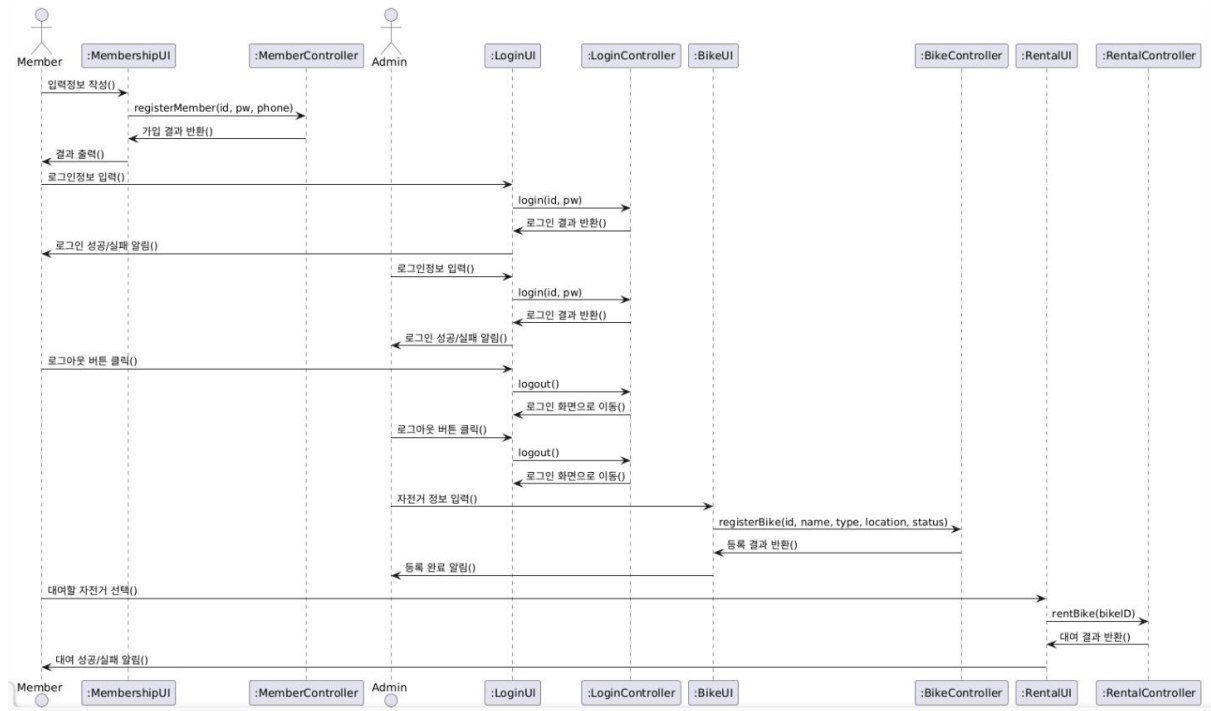 Member :MembershipUI :MemberController Admin :LoginUI :LoginController :BikeUI :BikeController :RentalUI :RentalController
입력정보 작성()
registerMember(id, pw, phone)
가입 결과 반환()
결과 출력()
로그인정보 입력()
login(id, pw)
로그인 결과 반환()
로그인 성공/실패 알림()
로그인정보 입력()
login(id, pw)
로그인 결과 반환()
로그인 성공/실패 알림()
로그아웃 버튼 클릭()
logout()
로그인 화면으로 이동()
로그아웃 버튼 클릭()
logout()
로그인 화면으로 이동()
자전거 정보 입력()
registerBike(id, name, type, location, status)
등록 결과 반환()
등록 완료 알림()
대여할 자전거 선택()
rentBike(bikeID)
대여 결과 반환()
대여 성공/실패 알림()
Member :MembershipUI :MemberController Admin :LoginUI :LoginController :BikeUI :BikeController :RentalUI :RentalController